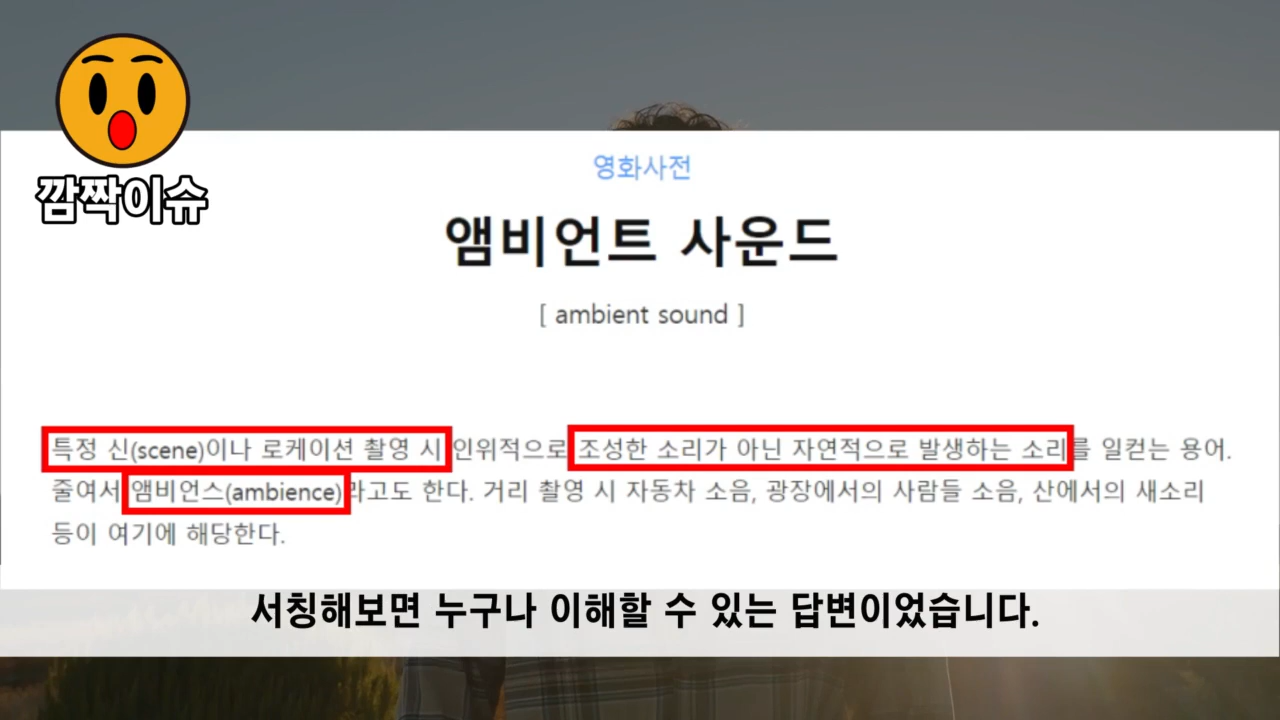 깜짝이슈
영화사전
앰비언트 사운드
[ ambient sound ]
특정 신(scene)이나 로케이션 촬영 시 인위적으로 조성한 소리가 아닌 자연적으로 발생하는 소리를 일컫는 용어.
줄여서 앰비언스(ambience)라고도 한다. 거리 촬영 시 자동차 소음, 광장에서의 사람들 소음, 산에서의 새소리
등이 여기에 해당한다.
서칭해보면 누구나 이해할 수 있는 답변이었습니다.